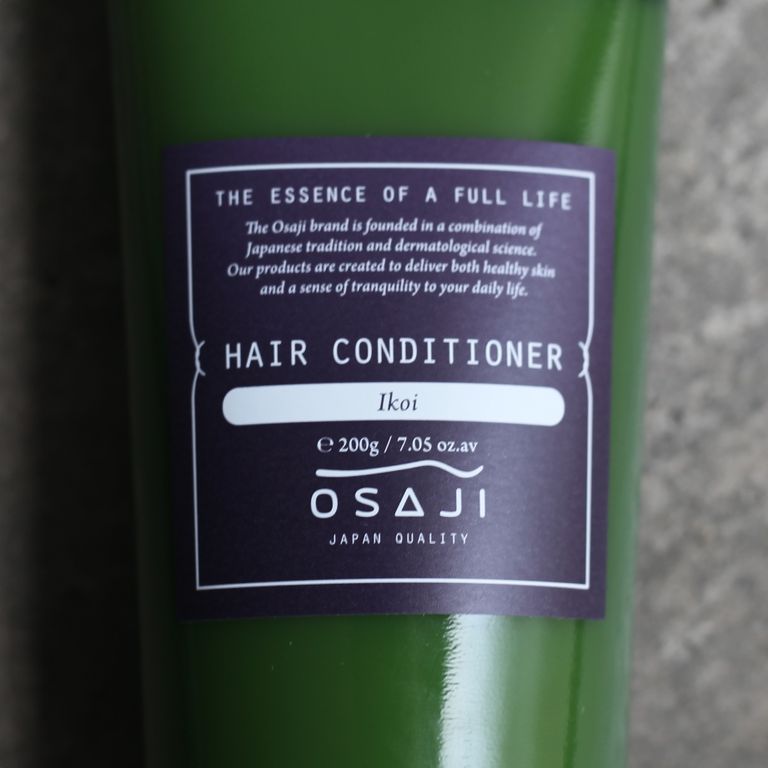 THE ESSENCE OF A FULL LIFE
The Osaji brand is founded in a combination of
Japanese tradition and dermatological science.
Our products are created to deliver both healthy skin
and a sense of tranquility to your daily life.
HAIR CONDITIONER
Ikoi
℮ 200g / 7.05 oz.av
OSAJI
JAPAN QUALITY